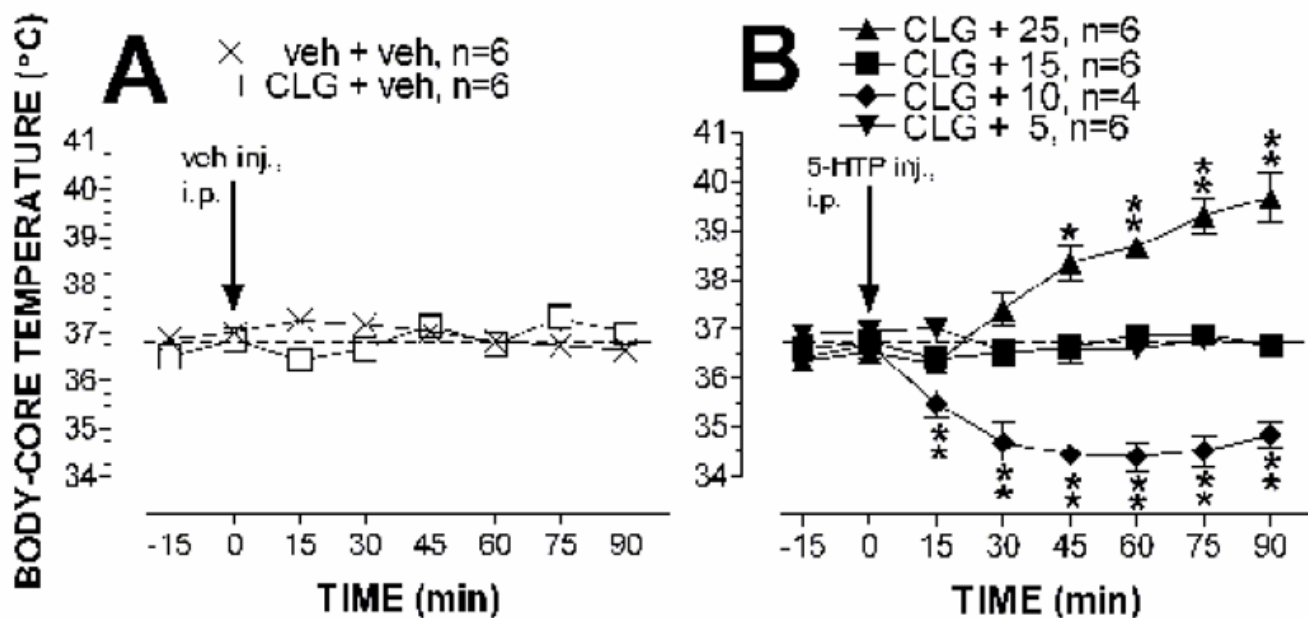 A
veh + veh, n=6
CLG + veh, n=6
B
CLG + 25, n=6
CLG + 15, n=6
CLG + 10, n=4
CLG + 5, n=6
BODY-CORE TEMPERATURE (°C)
41
40
39
38
37
36
35
34
veh inj.,
i.p.
-15 0 15 30 45 60 75 90
TIME (min)
41
40
39
38
37
36
35
34
5-HTP inj.,
i.p.
*
**
**
**
**
**
**
**
**
**
-15 0 15 30 45 60 75 90
TIME (min)